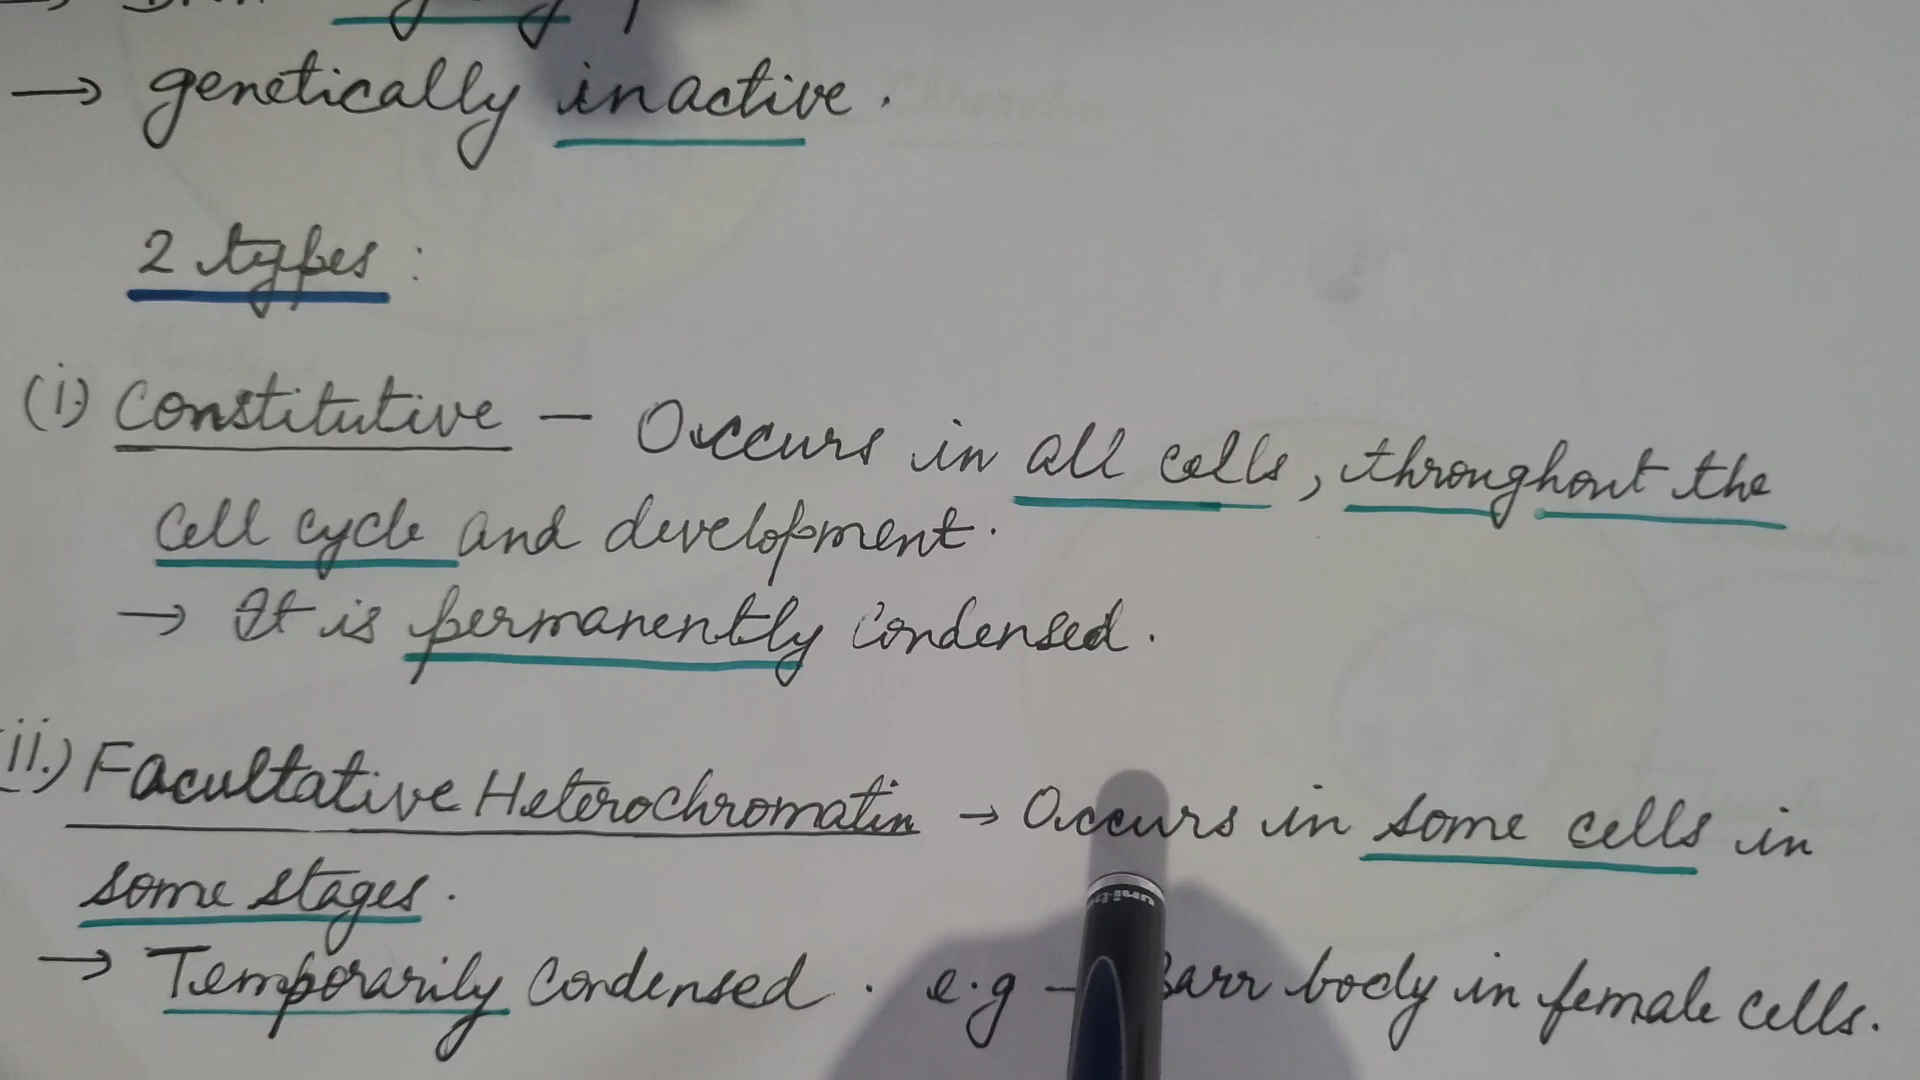 → genetically inactive.
2 types :
(i) Constitutive – Occurs in all cells, throughout the
cell cycle and development.
→ It is permanently condensed.
ii.) Facultative Heterochromatin → Occurs in some cells in
some stages.
→ Temporarily condensed. e.g – Barr body in female cells.